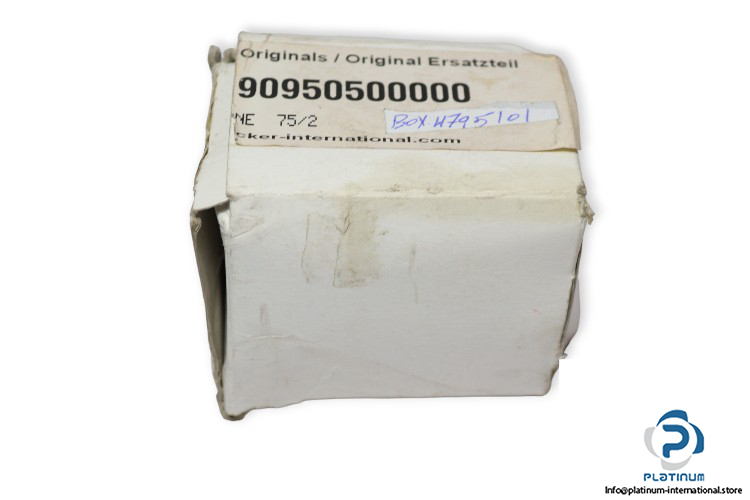 Originals / Original Ersatzteil
90950500000
NE 75/2
BOX H795101
cker-international.com
PLATINUM
Info@platinum-international.store